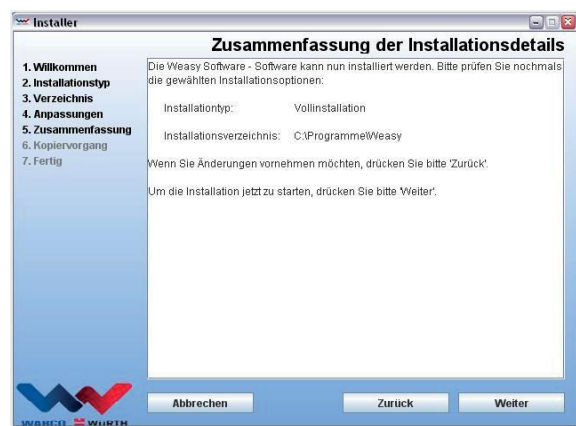 Installer
Zusammenfassung der Installationsdetails
1. Willkommen
2. Installationstyp
3. Verzeichnis
4. Anpassungen
5. Zusammenfassung
6. Kopiervorgang
7. Fertig
Die Weasy Software - Software kann nun installiert werden. Bitte prüfen Sie nochmals
die gewählten Installationsoptionen:
Installationtyp: Vollinstallation
Installationsverzeichnis: C:\Programme\Weasy
Wenn Sie Änderungen vornehmen möchten, drücken Sie bitte 'Zurück'.
Um die Installation jetzt zu starten, drücken Sie bitte 'Weiter'.
Abbrechen Zurück Weiter
WABCO WÜRTH